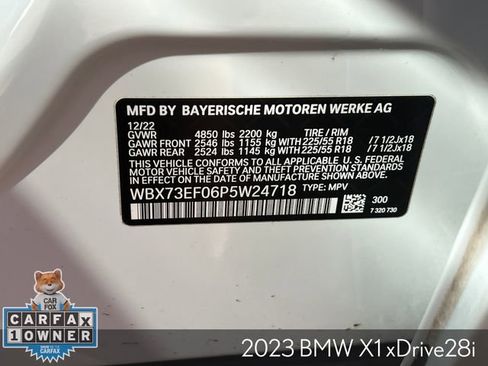 MFD BY BAYERISCHE MOTOREN WERKE AG
12/22
GVWR 4850 lbs 2200 kg TIRE / RIM
GAWR FRONT 2546 lbs 1155 kg WITH 225/55 R18 /7 1/2Jx18
GAWR REAR 2524 lbs 1145 kg WITH 225/55 R18 /7 1/2Jx18
THIS VEHICLE CONFORMS TO ALL APPLICABLE FEDERAL
MOTOR VEHICLE SAFETY, BUMPER, AND THEFT PREVENTION
STANDARDS IN EFFECT ON THE DATE OF
MANUFACTURE SHOWN ABOVE.
WBX73EF06P5W24718 TYPE: MPV
300
7 320 730
CAR
FOX
CARFAX
1 OWNER
CARFAX
2023 BMW X1 xDrive28i